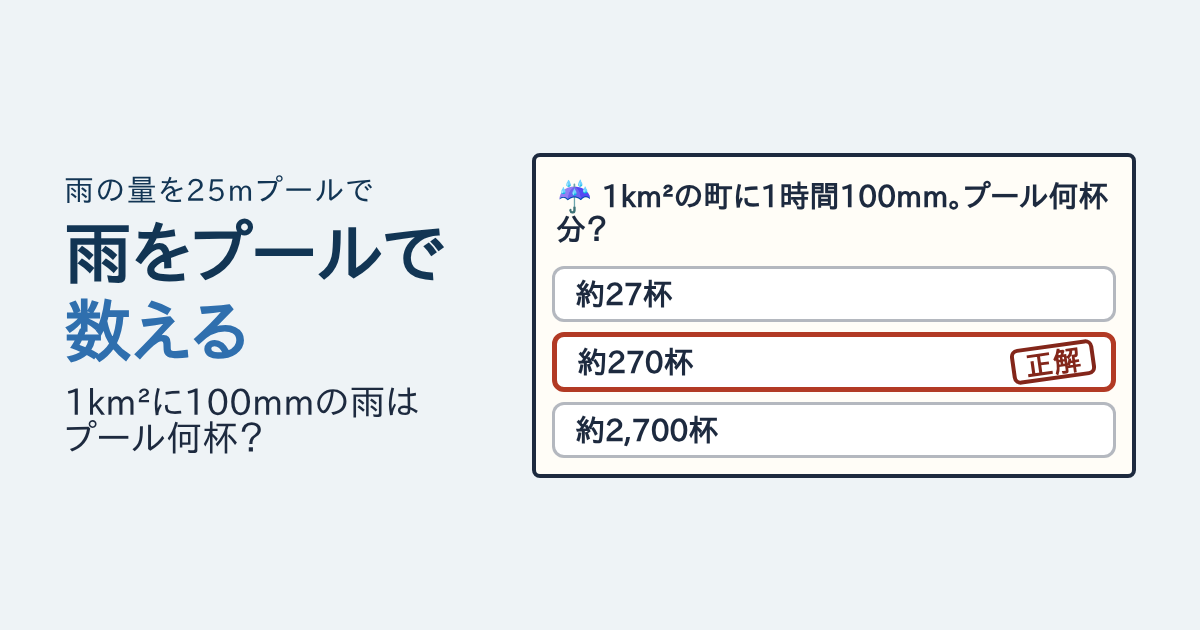 雨の量を25mプールで
雨をプールで
数える
1km²に100mmの雨は
プール何杯？
☔ 1km²の町に1時間100mm。プール何杯
分？
約27杯
約270杯
正解
約2,700杯